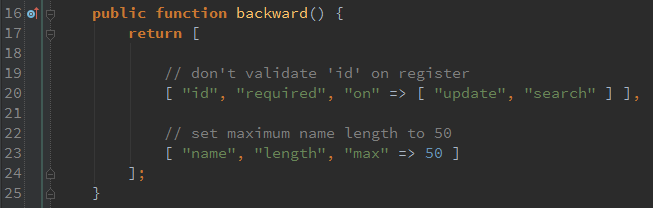 16 public function backward() {
17 return [
18
19 // don't validate 'id' on register
20 [ "id", "required", "on" => [ "update", "search" ] ],
21
22 // set maximum name length to 50
23 [ "name", "length", "max" => 50 ]
24 ];
25 }